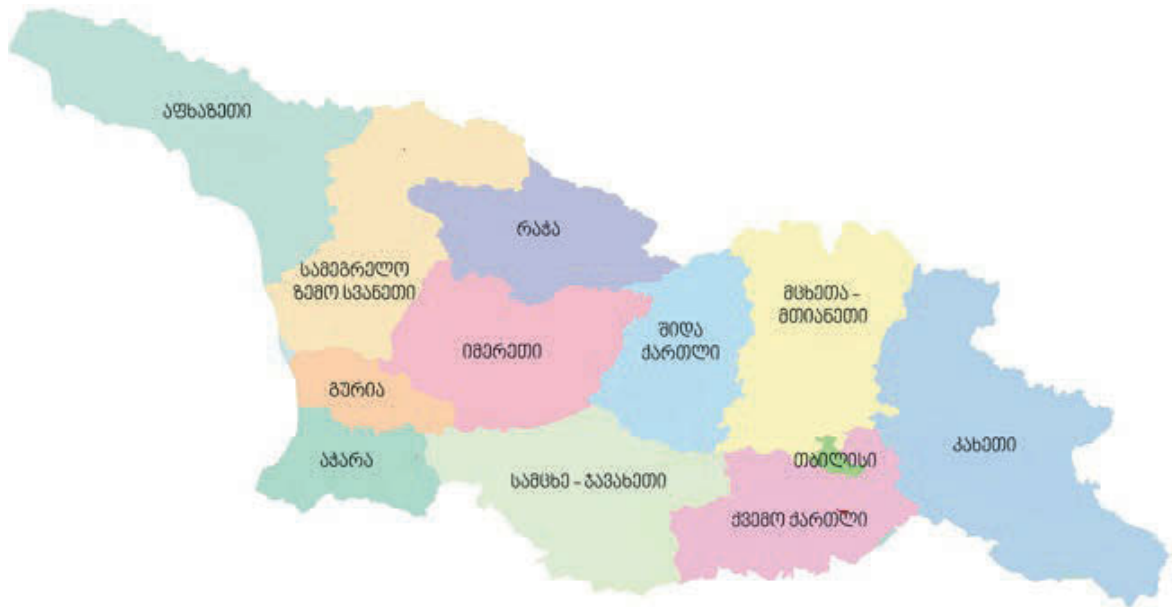 აფხაზეთი
რაჭა
სამეგრელო
ზემო სვანეთი
მცხეთა -
მთიანეთი
შიდა
ქართლი
იმერეთი
გურია
კახეთი
აჭარა
თბილისი
სამცხე - ჯავახეთი
ქვემო ქართლი